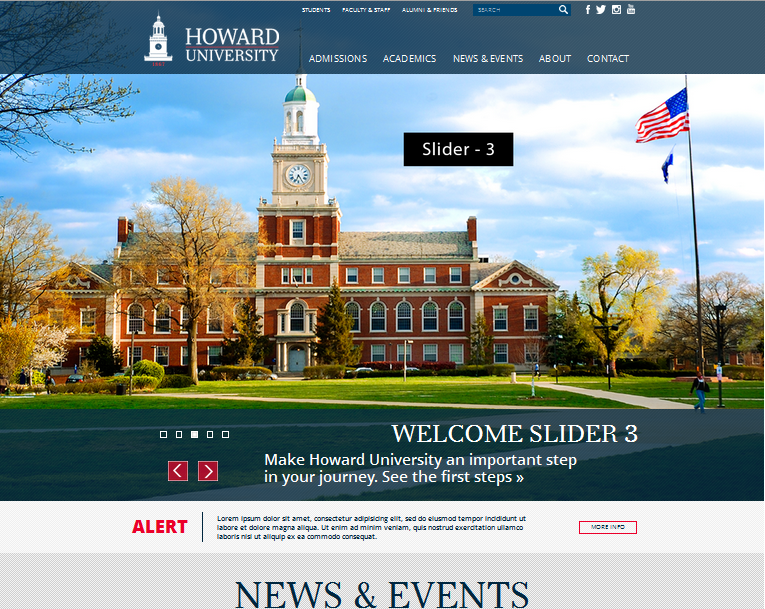 STUDENTS FACULTY & STAFF ALUMNI & FRIENDS SEARCH
HOWARD
UNIVERSITY
1867
ADMISSIONS ACADEMICS NEWS & EVENTS ABOUT CONTACT
Slider - 3
WELCOME SLIDER 3
Make Howard University an important step
in your journey. See the first steps »
ALERT
Lorem ipsum dolor sit amet, consectetur adipisicing elit, sed do eiusmod tempor incididunt ut
labore et dolore magna aliqua. Ut enim ad minim veniam, quis nostrud exercitation ullamco
laboris nisi ut aliquip ex ea commodo consequat.
MORE INFO
NEWS & EVENTS